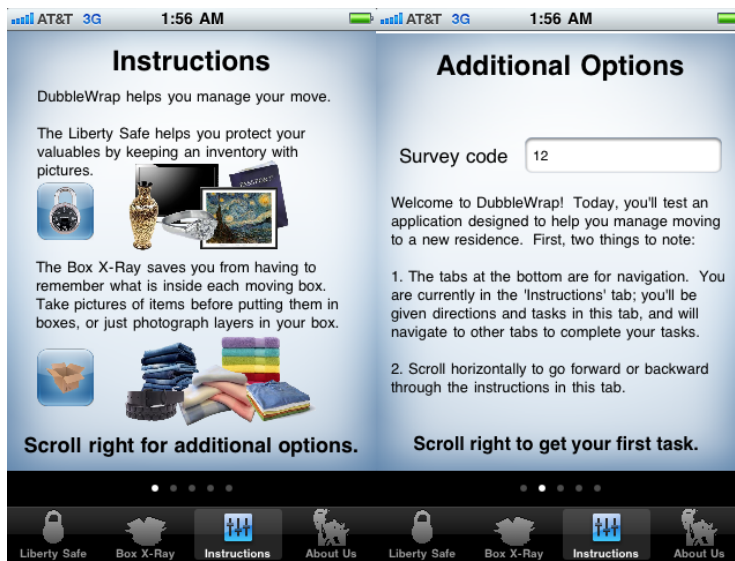 AT&T 3G 1:56 AM
Instructions
DubbleWrap helps you manage your move.
The Liberty Safe helps you protect your
valuables by keeping an inventory with
pictures.
PASSPORT
The Box X-Ray saves you from having to
remember what is inside each moving box.
Take pictures of items before putting them in
boxes, or just photograph layers in your box.
Scroll right for additional options.
Liberty Safe Box X-Ray Instructions About Us
AT&T 3G 1:56 AM
Additional Options
Survey code 12
Welcome to DubbleWrap! Today, you'll test an
application designed to help you manage moving
to a new residence. First, two things to note:
1. The tabs at the bottom are for navigation. You
are currently in the 'Instructions' tab; you'll be
given directions and tasks in this tab, and will
navigate to other tabs to complete your tasks.
2. Scroll horizontally to go forward or backward
through the instructions in this tab.
Scroll right to get your first task.
Liberty Safe Box X-Ray Instructions About Us